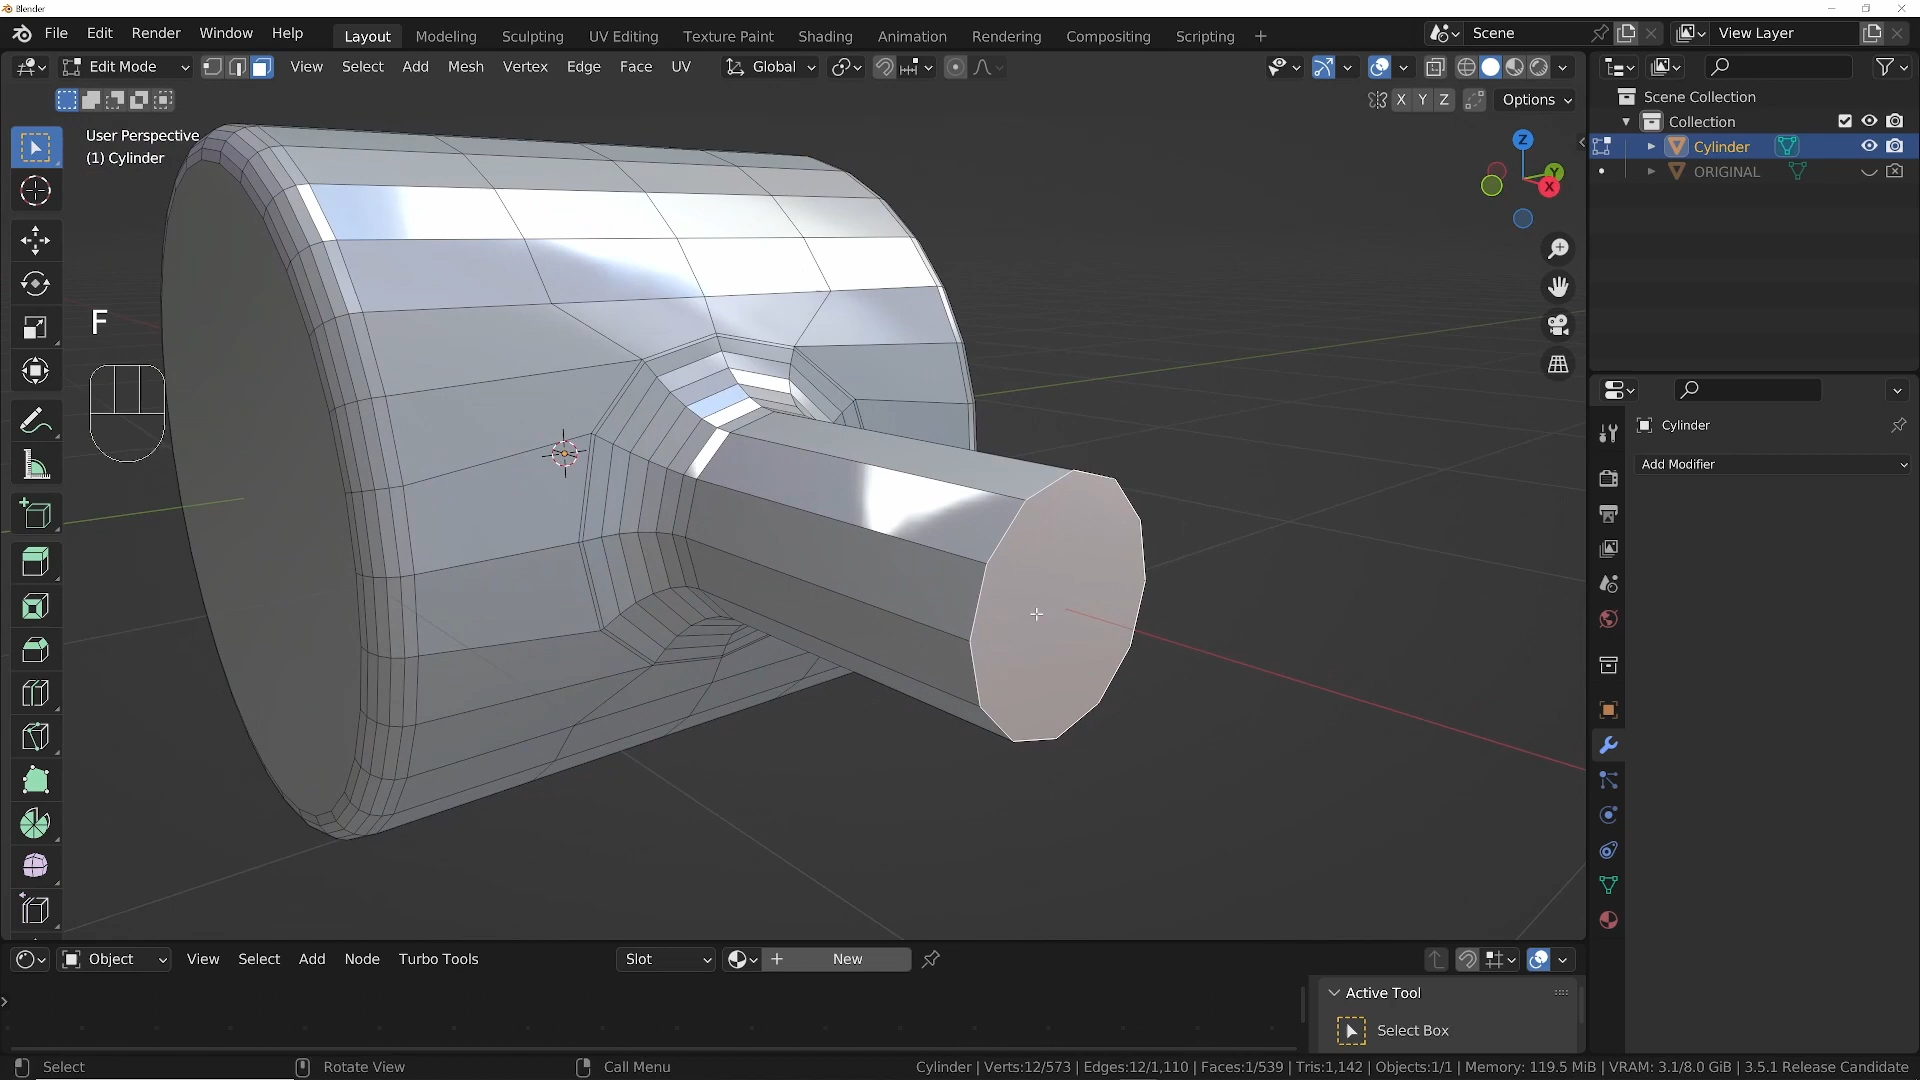 Blender
File Edit Render Window Help Layout Modeling Sculpting UV Editing Texture Paint Shading Animation Rendering Compositing Scripting + Scene View Layer
Edit Mode View Select Add Mesh Vertex Edge Face UV Global
X Y Z Options
User Perspective
(1) Cylinder
Z
Y
X
F
Scene Collection
Collection
Cylinder
ORIGINAL
Cylinder
Add Modifier
Object View Select Add Node Turbo Tools Slot + New
Active Tool
Select Box
Select Rotate View Call Menu Cylinder | Verts:12/573 | Edges:12/1,110 | Faces:1/539 | Tris:1,142 | Objects:1/1 | Memory: 119.5 MiB | VRAM: 3.1/8.0 GiB | 3.5.1 Release Candidate